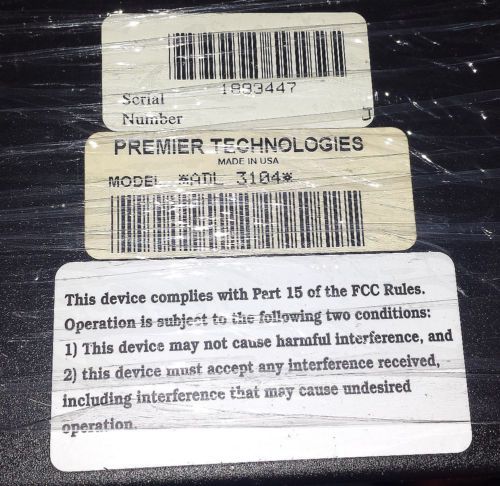 1893447
Serial
Number
J
PREMIER TECHNOLOGIES
MADE IN USA
MODEL *ATL 3104*
This device complies with Part 15 of the FCC Rules.
Operation is subject to the following two conditions:
1) This device may not cause harmful interference, and
2) this device must accept any interference received,
including interference that may cause undesired
operation.